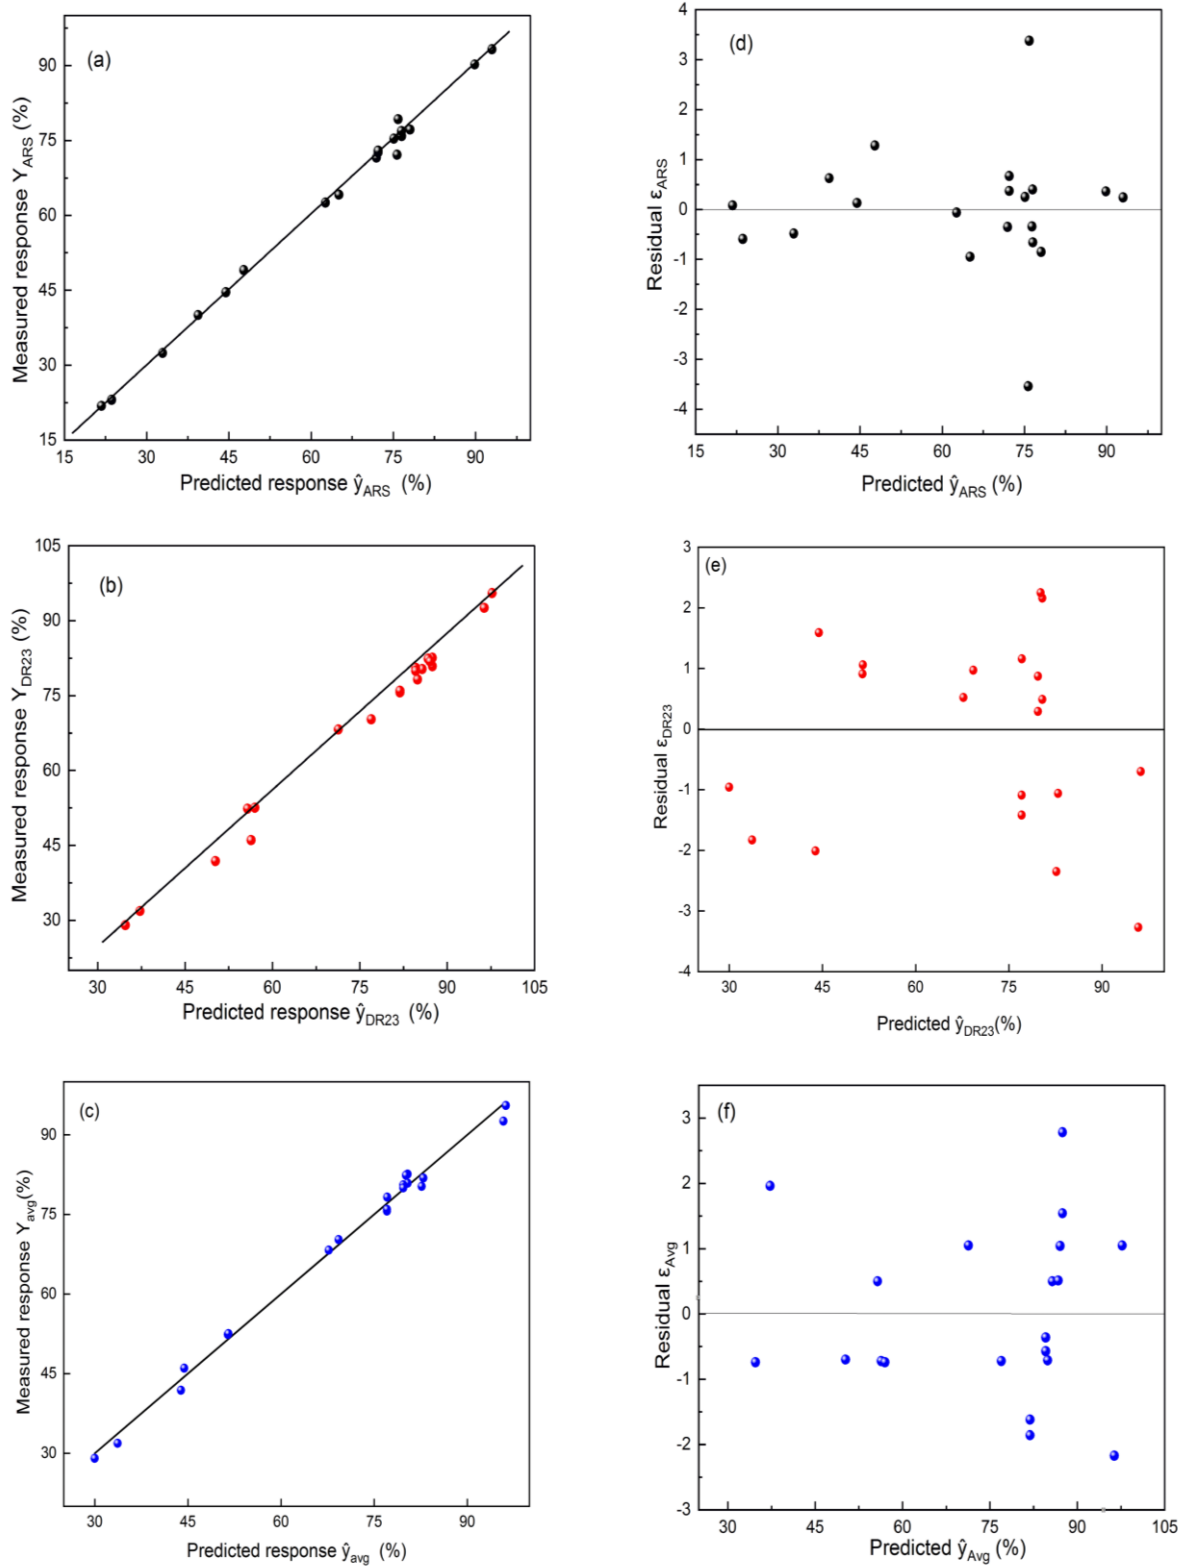 (a)
Measured response Y_ARS (%)
90
75
60
45
30
15
15 30 45 60 75 90
Predicted response ŷ_ARS (%)
(d)
Residual ε_ARS
4
3
2
1
0
-1
-2
-3
-4
15 30 45 60 75 90
Predicted ŷ_ARS (%)
(b)
Measured response Y_DR23 (%)
105
90
75
60
45
30
30 45 60 75 90 105
Predicted response ŷ_DR23 (%)
(e)
Residual ε_DR23
3
2
1
0
-1
-2
-3
-4
30 45 60 75 90
Predicted ŷ_DR23(%)
(c)
Measured response Y_avg(%)
90
75
60
45
30
30 45 60 75 90
Predicted response ŷ_avg (%)
(f)
Residual ε_Avg
3
2
1
0
-1
-2
-3
30 45 60 75 90 105
Predicted ŷ_Avg (%)